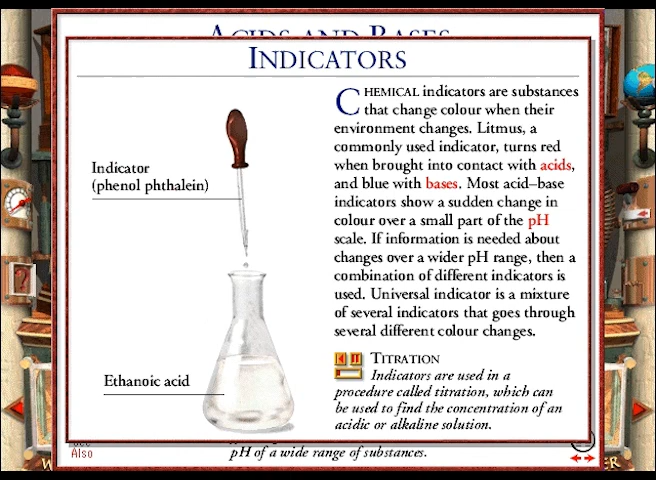 ACIDS AND BASES
INDICATORS
CHEMICAL indicators are substances
that change colour when their
environment changes. Litmus, a
commonly used indicator, turns red
when brought into contact with acids,
and blue with bases. Most acid–base
indicators show a sudden change in
colour over a small part of the pH
scale. If information is needed about
changes over a wider pH range, then a
combination of different indicators is
used. Universal indicator is a mixture
of several indicators that goes through
several different colour changes.
Indicator
(phenol phthalein)
Ethanoic acid
TITRATION
Indicators are used in a
procedure called titration, which can
be used to find the concentration of an
acidic or alkaline solution.
See
Also
pH of a wide range of substances.